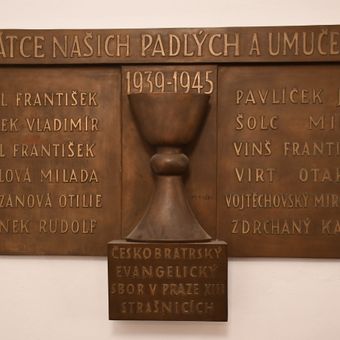 ÁTCE NAŠICH PADLÝCH A UMUČE
1939-1945
L FRANTIŠEK
EK VLADIMÍR
L FRANTIŠEK
LOVÁ MILADA
ZANOVÁ OTILIE
NEK RUDOLF
PAVLÍČEK
ŠOLC MI
VINŠ FRANTI
VIRT OTA
VOJTĚCHOVSKÝ MIR
ZDRCHANÝ KA
ČESKOBRATRSKÝ
EVANGELICKÝ
SBOR V PRAZE XIII
STRAŠNICÍCH